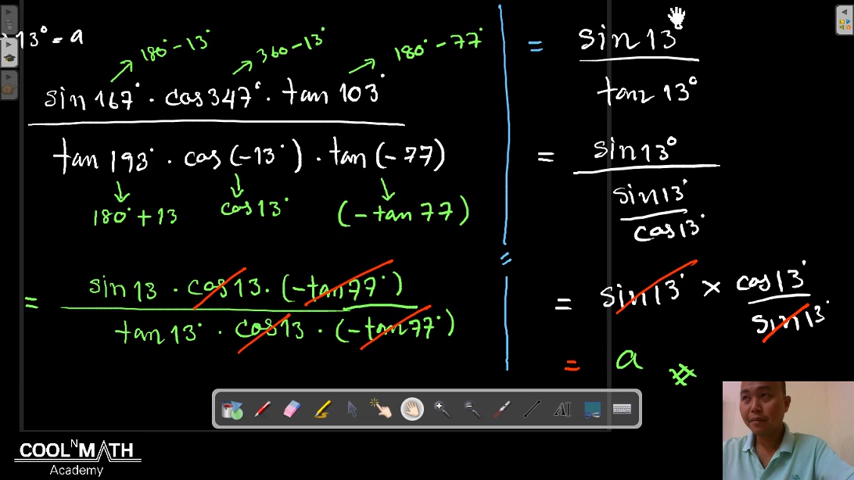 13° = a
180° - 13°
360 - 13°
180° - 77°
sin 167° · cos 347° · tan 103°
tan 193° · cos (-13°) · tan (-77)
180° + 13
cos 13°
(- tan 77)
= sin 13 · cos 13 · (- tan 77°)
tan 13° · cos 13 · (- tan 77°)
= sin 13°
tan 13°
= sin 13°
sin 13°
cos 13°
= sin 13° × cos 13°
sin 13°
= a #
COOL N MATH
Academy